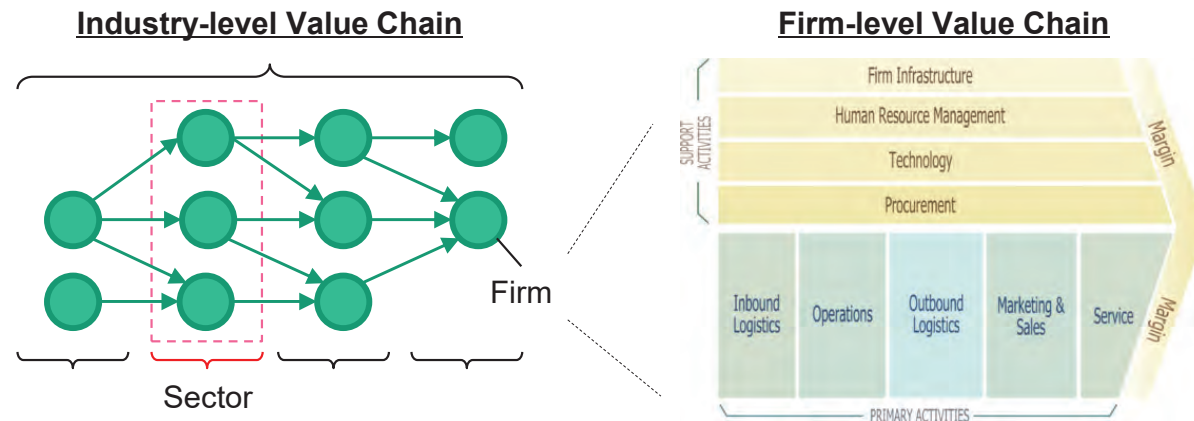 Industry-level Value Chain
Firm
Sector
Firm-level Value Chain
SUPPORT
ACTIVITIES
Firm Infrastructure
Human Resource Management
Technology
Procurement
Margin
Inbound
Logistics
Operations
Outbound
Logistics
Marketing &
Sales
Service
Margin
PRIMARY ACTIVITIES